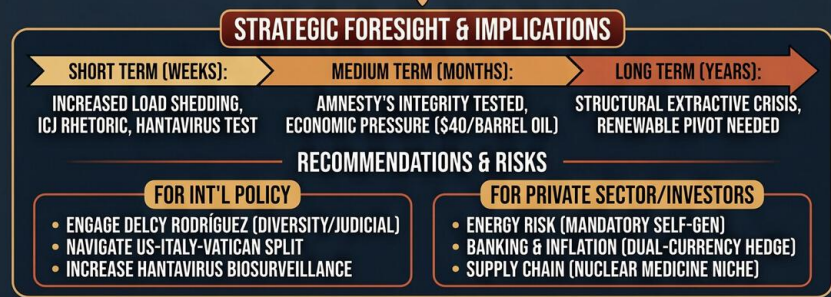 STRATEGIC FORESIGHT & IMPLICATIONS
SHORT TERM (WEEKS):
INCREASED LOAD SHEDDING,
ICJ RHETORIC, HANTAVIRUS TEST
MEDIUM TERM (MONTHS):
AMNESTY'S INTEGRITY TESTED,
ECONOMIC PRESSURE ($40/BARREL OIL)
LONG TERM (YEARS):
STRUCTURAL EXTRACTIVE CRISIS,
RENEWABLE PIVOT NEEDED
RECOMMENDATIONS & RISKS
FOR INT'L POLICY
• ENGAGE DELCY RODRÍGUEZ (DIVERSITY/JUDICIAL)
• NAVIGATE US-ITALY-VATICAN SPLIT
• INCREASE HANTAVIRUS BIOSURVEILLANCE
FOR PRIVATE SECTOR/INVESTORS
• ENERGY RISK (MANDATORY SELF-GEN)
• BANKING & INFLATION (DUAL-CURRENCY HEDGE)
• SUPPLY CHAIN (NUCLEAR MEDICINE NICHE)